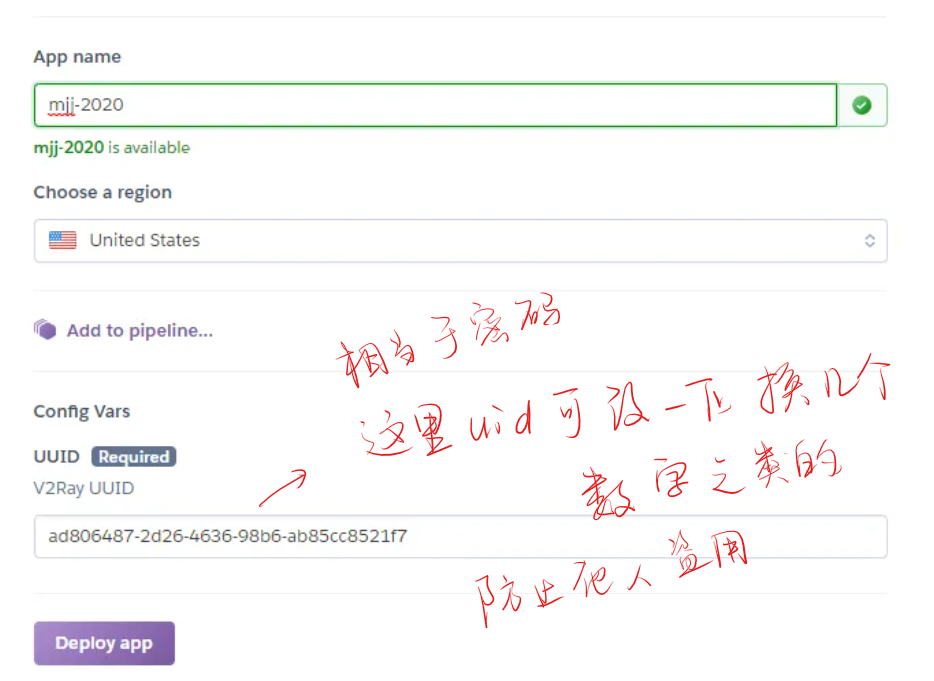 App name
mjj-2020
mjj-2020 is available
Choose a region
United States
Add to pipeline...
相当于密码
Config Vars
这里uid可设一下换几个
UUID Required
数字之类的
V2Ray UUID
ad806487-2d26-4636-98b6-ab85cc8521f7
防止他人盗用
Deploy app